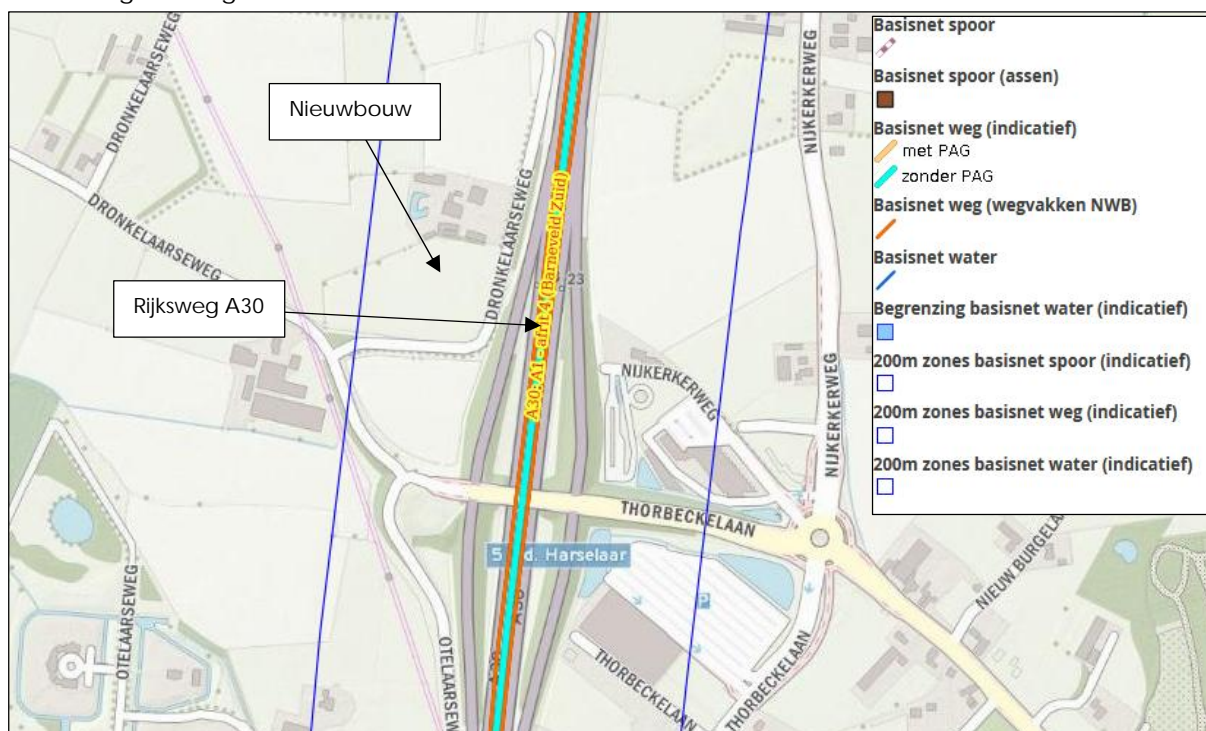 DRONKELAARSEWEG
DRONKELAARSEWEG
DRONKELAARSEWEG
Nieuwbouw
Rijksweg A30
A30: A1 - afrit 4 (Barneveld Zuid)
23
NIJKERKERWEG
NIJKERKERWEG
NIJKERKERWEG
THORBECKELAAN
5
d. Harselaar
A30
OTELAARSEWEG
OTELAARSEWEG
THORBECKELAAN
THORBECKELAAN
P
Basisnet spoor
Basisnet spoor (assen)
Basisnet weg (indicatief)
met PAG
zonder PAG
Basisnet weg (wegvakken NWB)
Basisnet water
Begrenzing basisnet water (indicatief)
200m zones basisnet spoor (indicatief)
200m zones basisnet weg (indicatief)
200m zones basisnet water (indicatief)